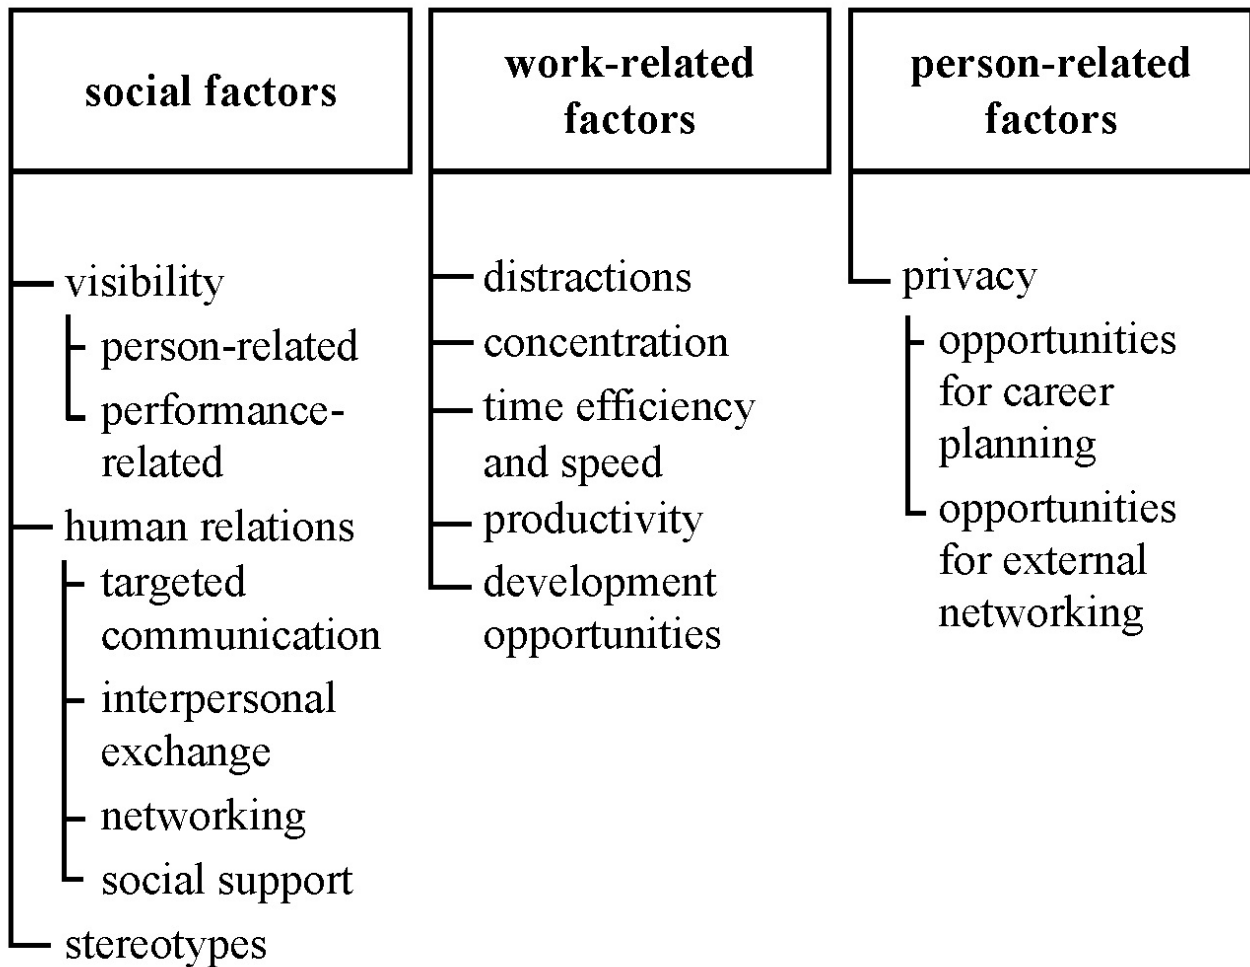 social factors
visibility
person-related
performance-
related
human relations
targeted
communication
interpersonal
exchange
networking
social support
stereotypes
work-related
factors
distractions
concentration
time efficiency
and speed
productivity
development
opportunities
person-related
factors
privacy
opportunities
for career
planning
opportunities
for external
networking